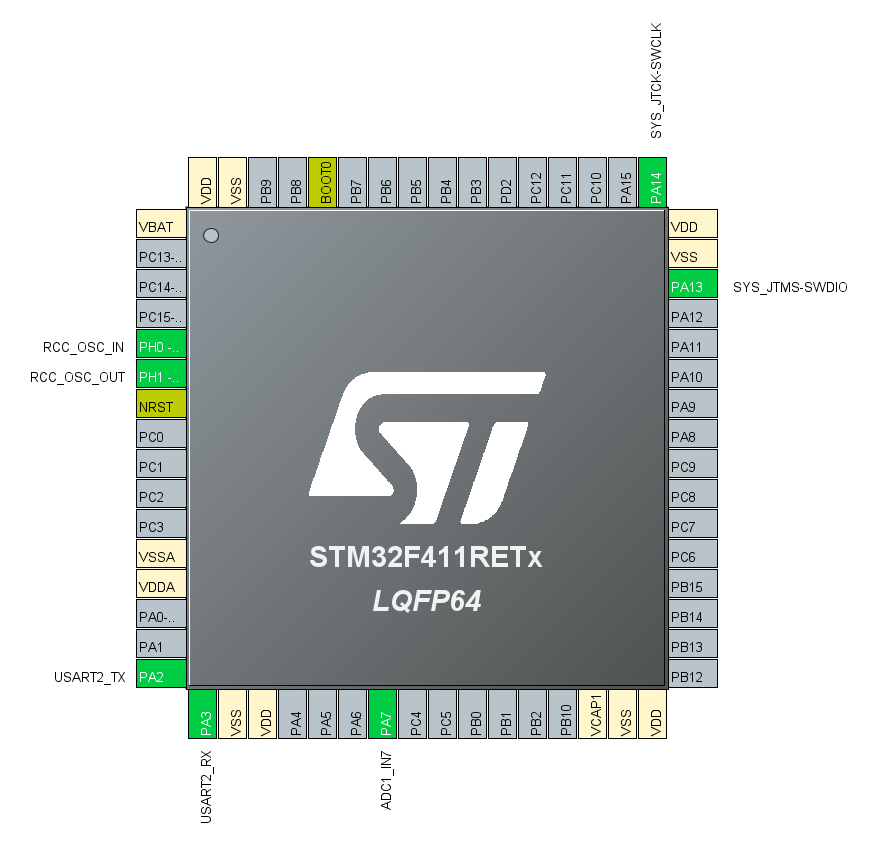 SYS_JTCK-SWCLK
VDD
VSS
PB9
PB8
BOOT0
PB7
PB6
PB5
PB4
PB3
PD2
PC12
PC11
PC10
PA15
PA14
VBAT
PC13-..
PC14-..
PC15-..
RCC_OSC_IN PH0 -..
RCC_OSC_OUT PH1 -..
NRST
PC0
PC1
PC2
PC3
VSSA
VDDA
PA0-..
PA1
USART2_TX PA2
ST
STM32F411RETx
LQFP64
VDD
VSS
PA13 SYS_JTMS-SWDIO
PA12
PA11
PA10
PA9
PA8
PC9
PC8
PC7
PC6
PB15
PB14
PB13
PB12
PA3
VSS
VDD
PA4
PA5
PA6
PA7
PC4
PC5
PB0
PB1
PB2
PB10
VCAP1
VSS
VDD
USART2_RX
ADC1_IN7